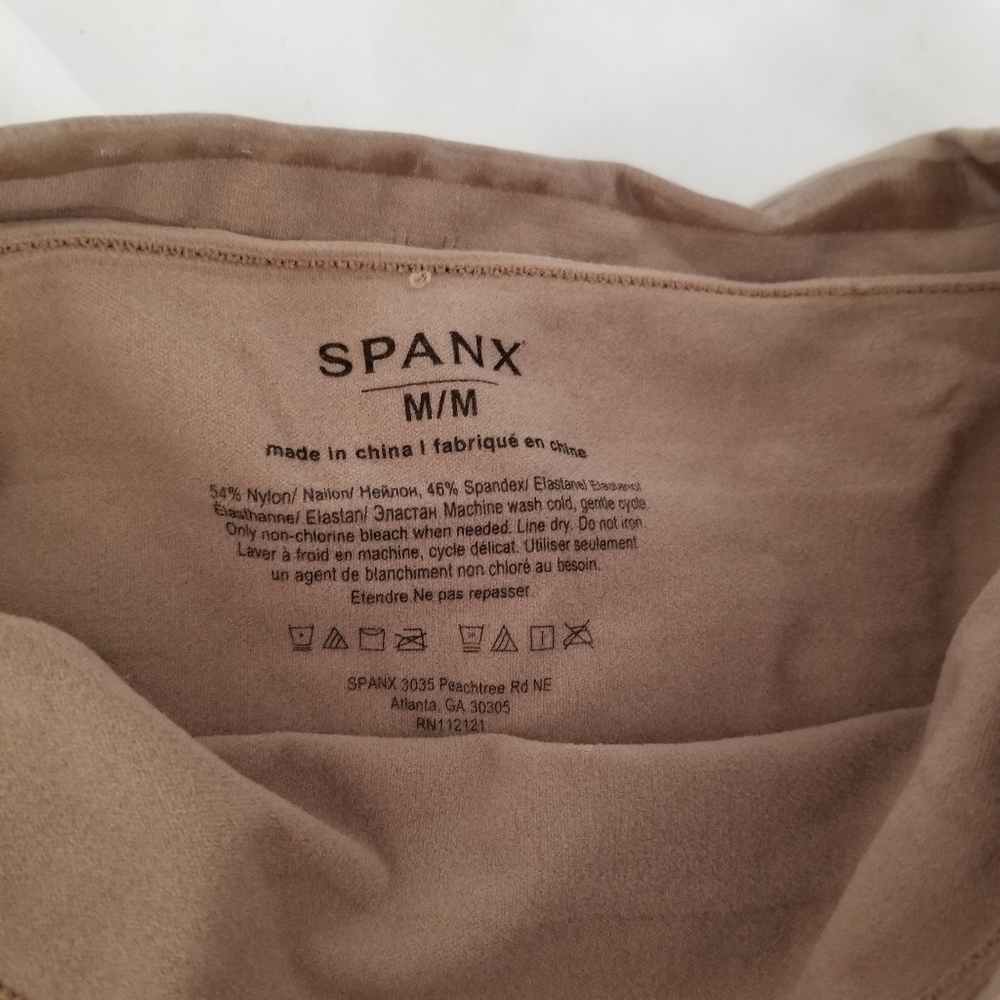 SPANX
M/M
made in china | fabriqué en chine
54% Nylon/ Nailon/ Нейлон, 46% Spandex/ Elastane/ Elastano/
Élasthanne/ Elastan/ Эластан Machine wash cold, gentle cycle.
Only non-chlorine bleach when needed. Line dry. Do not iron.
Laver à froid en machine, cycle délicat. Utiliser seulement
un agent de blanchiment non chloré au besoin.
Étendre. Ne pas repasser.
SPANX 3035 Peachtree Rd NE
Atlanta, GA 30305
RN112121